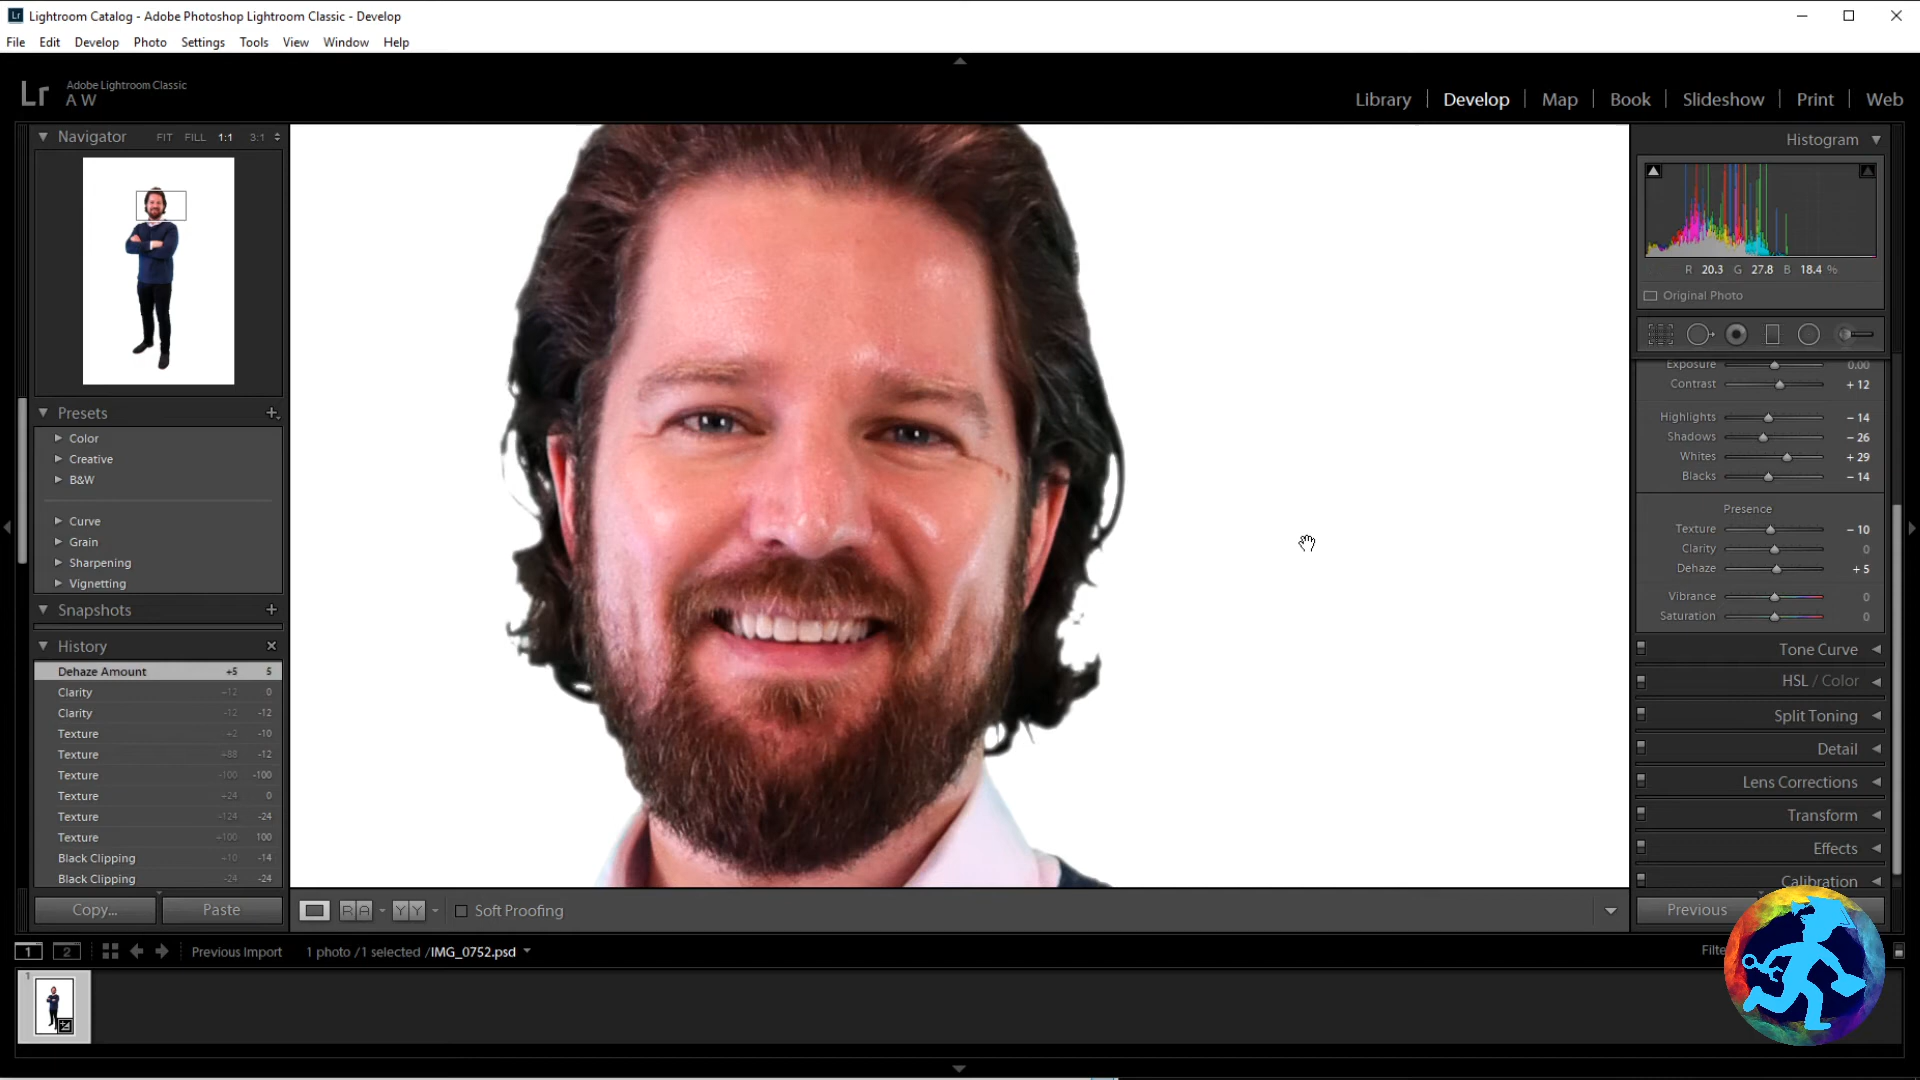 Lightroom Catalog - Adobe Photoshop Lightroom Classic - Develop
File Edit Develop Photo Settings Tools View Window Help
Lr Adobe Lightroom Classic
A W
Library Develop Map Book Slideshow Print Web
Navigator FIT FILL 1:1 3:1
Presets
Color
Creative
B&W
Curve
Grain
Sharpening
Vignetting
Snapshots
History
Dehaze Amount +5 5
Clarity +12 0
Clarity -12 -12
Texture +2 -10
Texture +88 -12
Texture -100 -100
Texture +24 0
Texture -124 -24
Texture +100 100
Black Clipping +10 -14
Black Clipping -24 -24
Copy... Paste
R A Y Y Soft Proofing
Histogram
R 20.3 G 27.8 B 18.4 %
Original Photo
Exposure 0.00
Contrast + 12
Highlights − 14
Shadows − 26
Whites + 29
Blacks − 14
Presence
Texture − 10
Clarity 0
Dehaze + 5
Vibrance 0
Saturation 0
Tone Curve
HSL / Color
Split Toning
Detail
Lens Corrections
Transform
Effects
Calibration
Previous
1 2 Previous Import 1 photo /1 selected /IMG_0752.psd
1